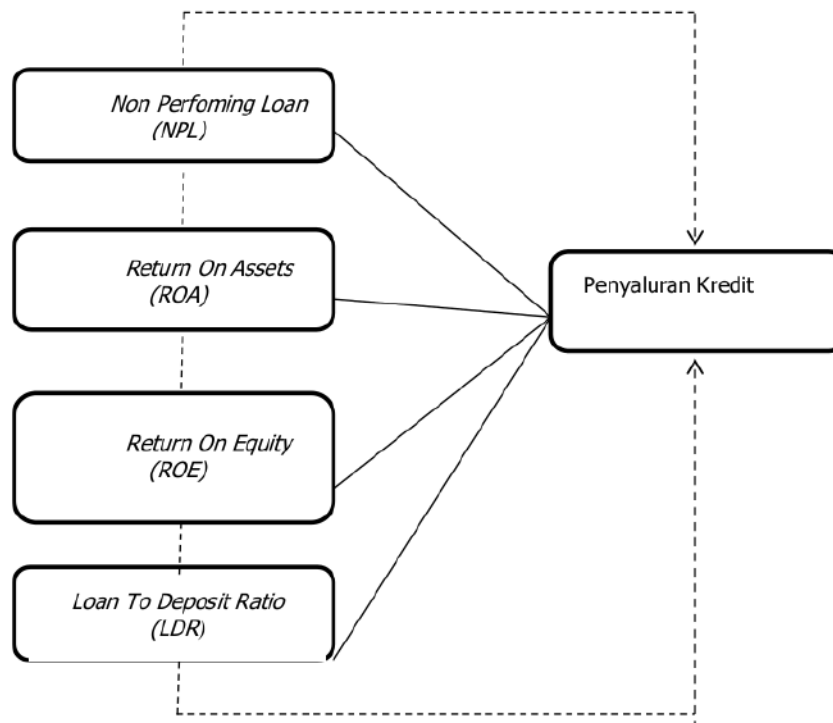 Non Perfoming Loan
(NPL)
Return On Assets
(ROA)
Penyaluran Kredit
Return On Equity
(ROE)
Loan To Deposit Ratio
(LDR)